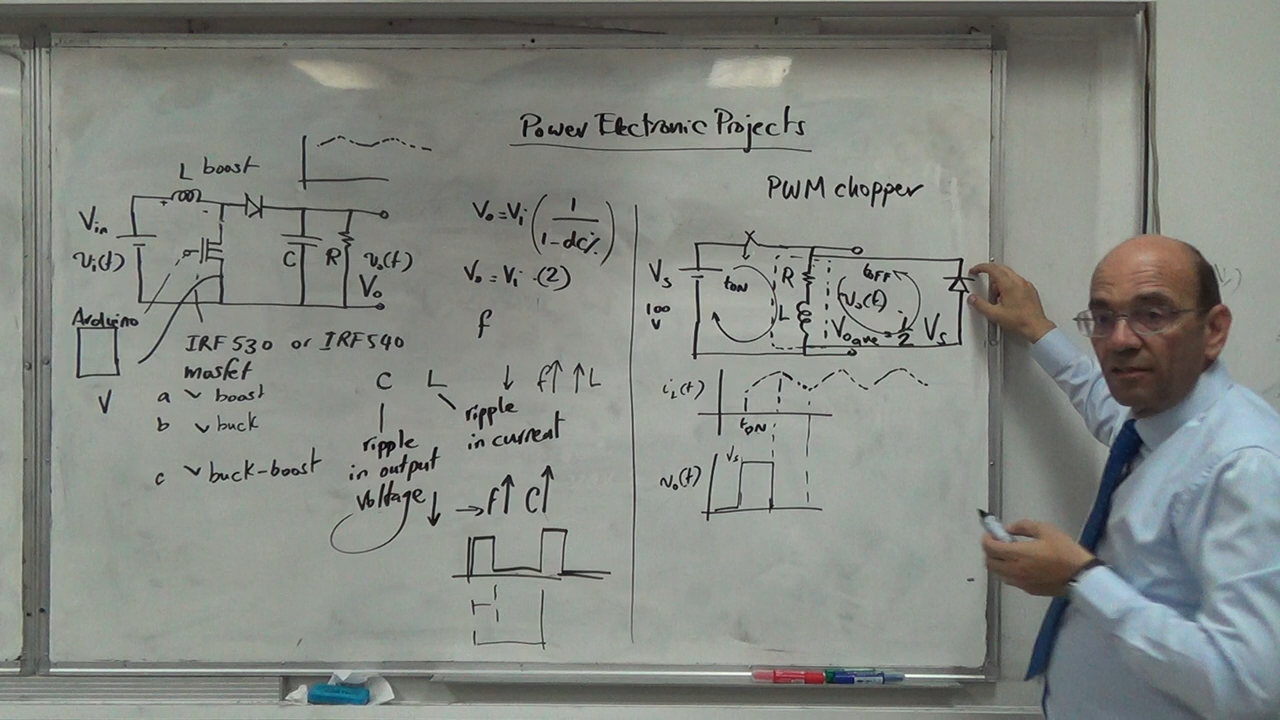 Power Electronic Projects
L boost
Vin
vi(t)
C
R
vo(t)
Vo
Arduino
V
IRF530 or IRF540
mosfet
a boost
b buck
c buck-boost
Vo = Vi (1/(1-dc%))
Vo = Vi . (2)
f
C L ↓ f↑ ↑L
ripple
in current
ripple
in output
voltage ↓ → f↑ C↑
PWM chopper
Vs
100
V
x
tON
R
L
tOFF
vo(t)
Voave = 1/2 Vs
iL(t)
tON
vo(t)
Vs